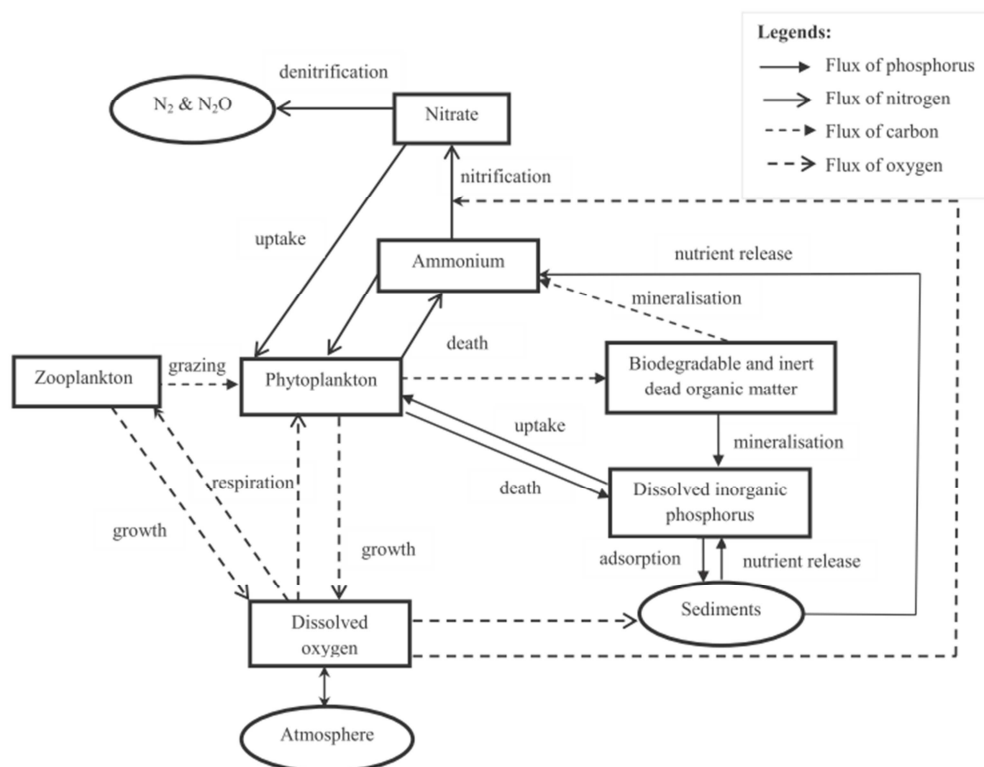 Legends:
Flux of phosphorus
Flux of nitrogen
Flux of carbon
Flux of oxygen
denitrification
N₂ & N₂O
Nitrate
nitrification
uptake
Ammonium
nutrient release
mineralisation
death
Zooplankton
grazing
Phytoplankton
Biodegradable and inert
dead organic matter
uptake
mineralisation
death
Dissolved inorganic
phosphorus
respiration
growth
growth
adsorption
nutrient release
Sediments
Dissolved
oxygen
Atmosphere